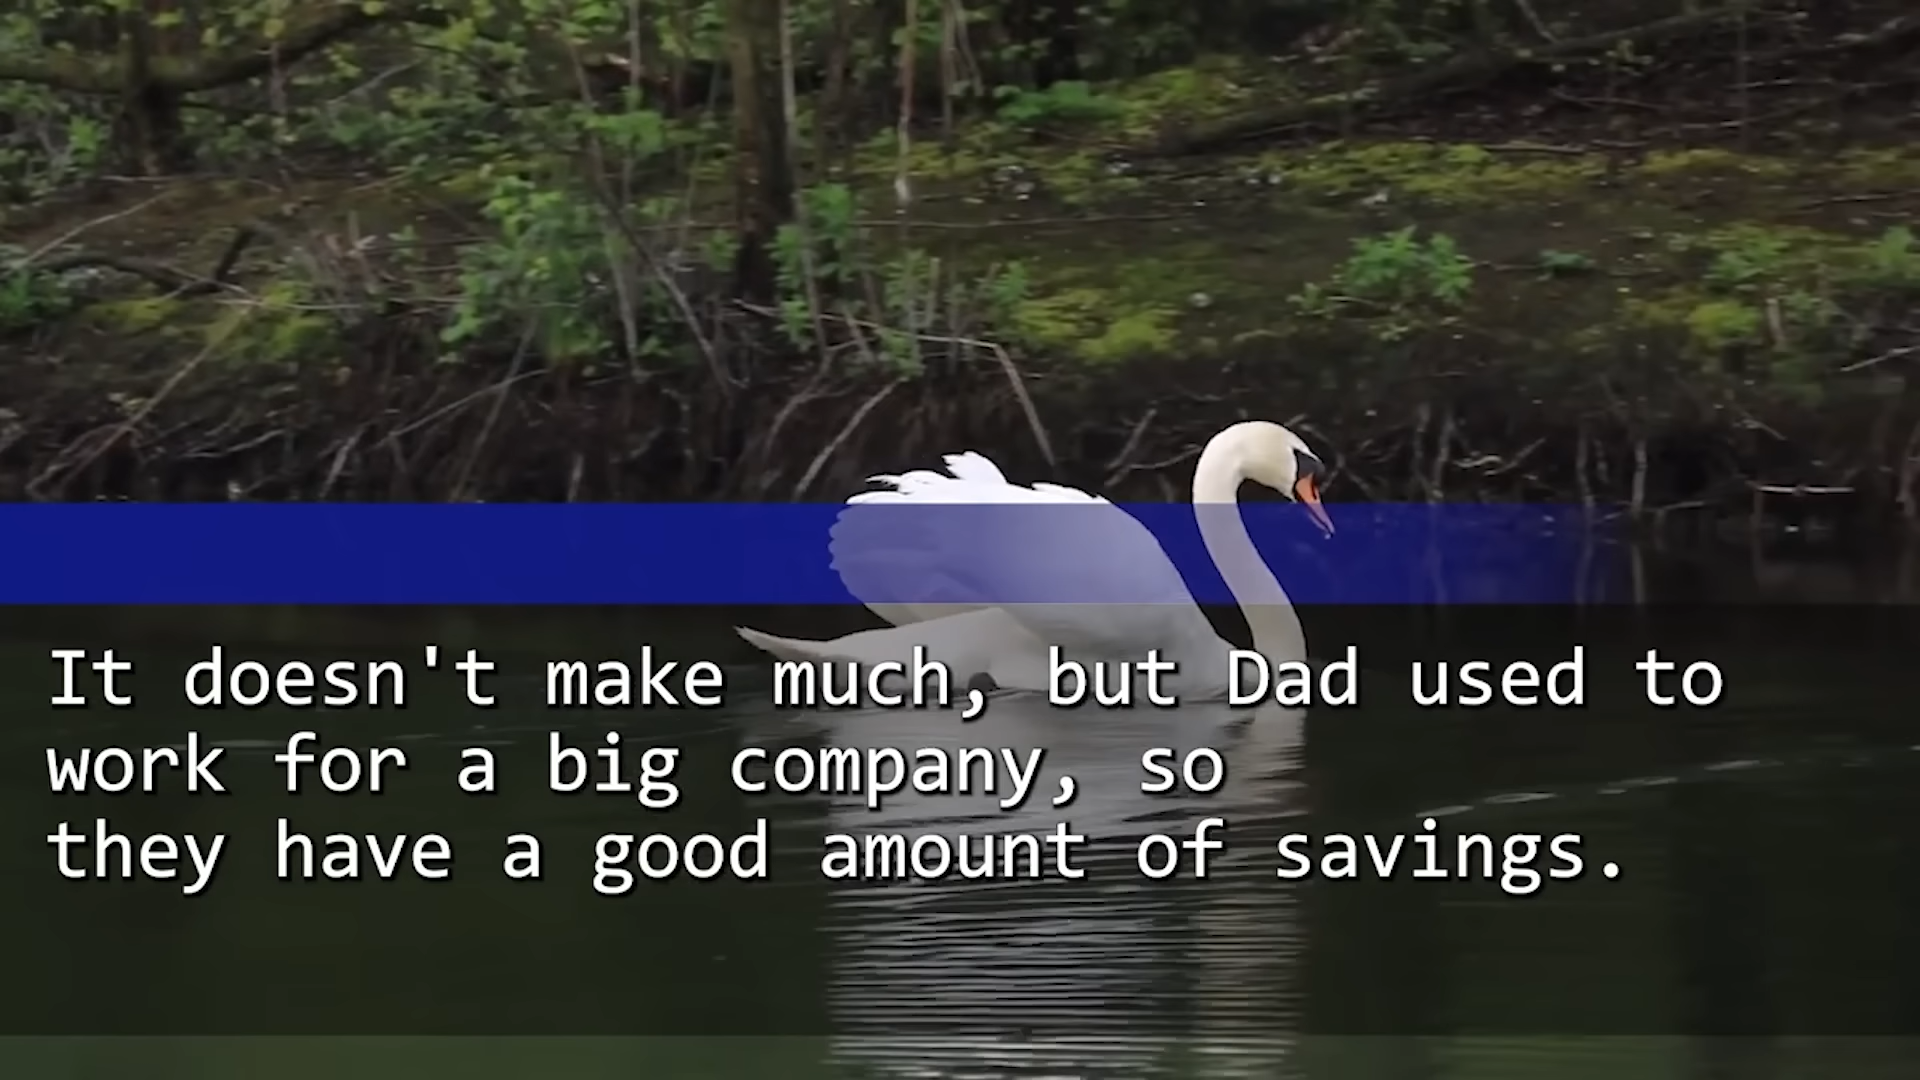 It doesn't make much, but Dad used to
work for a big company, so
they have a good amount of savings.